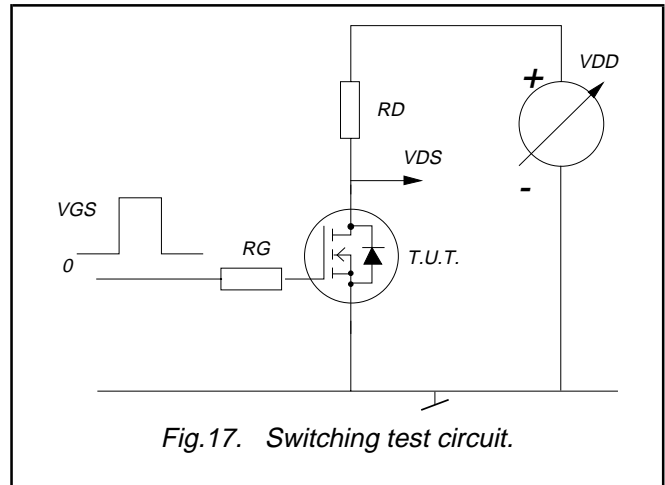 VDD
+
RD
VDS
-
VGS
RG
T.U.T.
0
Fig.17. Switching test circuit.